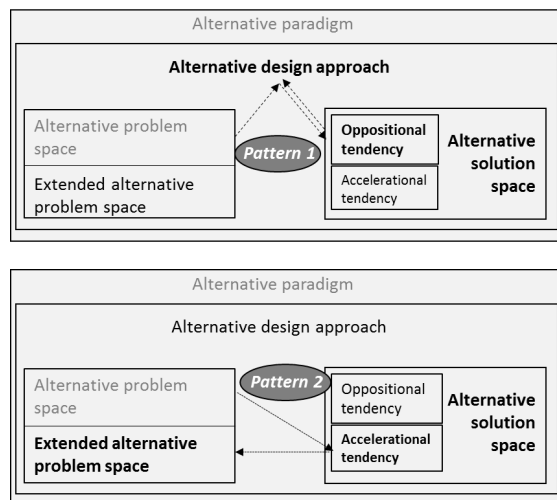 Alternative paradigm
Alternative design approach
Alternative problem
space
Extended alternative
problem space
Pattern 1
Oppositional
tendency
Accelerational
tendency
Alternative
solution
space
Alternative paradigm
Alternative design approach
Alternative problem
space
Extended alternative
problem space
Pattern 2
Oppositional
tendency
Accelerational
tendency
Alternative
solution
space